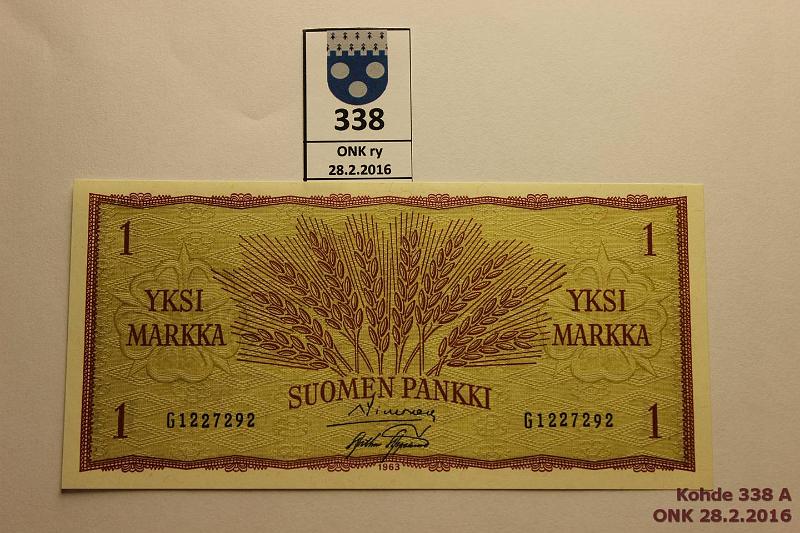 338
ONK ry
28.2.2016
1 1
YKSI MARKKA
YKSI MARKKA
SUOMEN PANKKI
1 G1227292 G1227292 1
1963
Kohde 338 A
ONK 28.2.2016